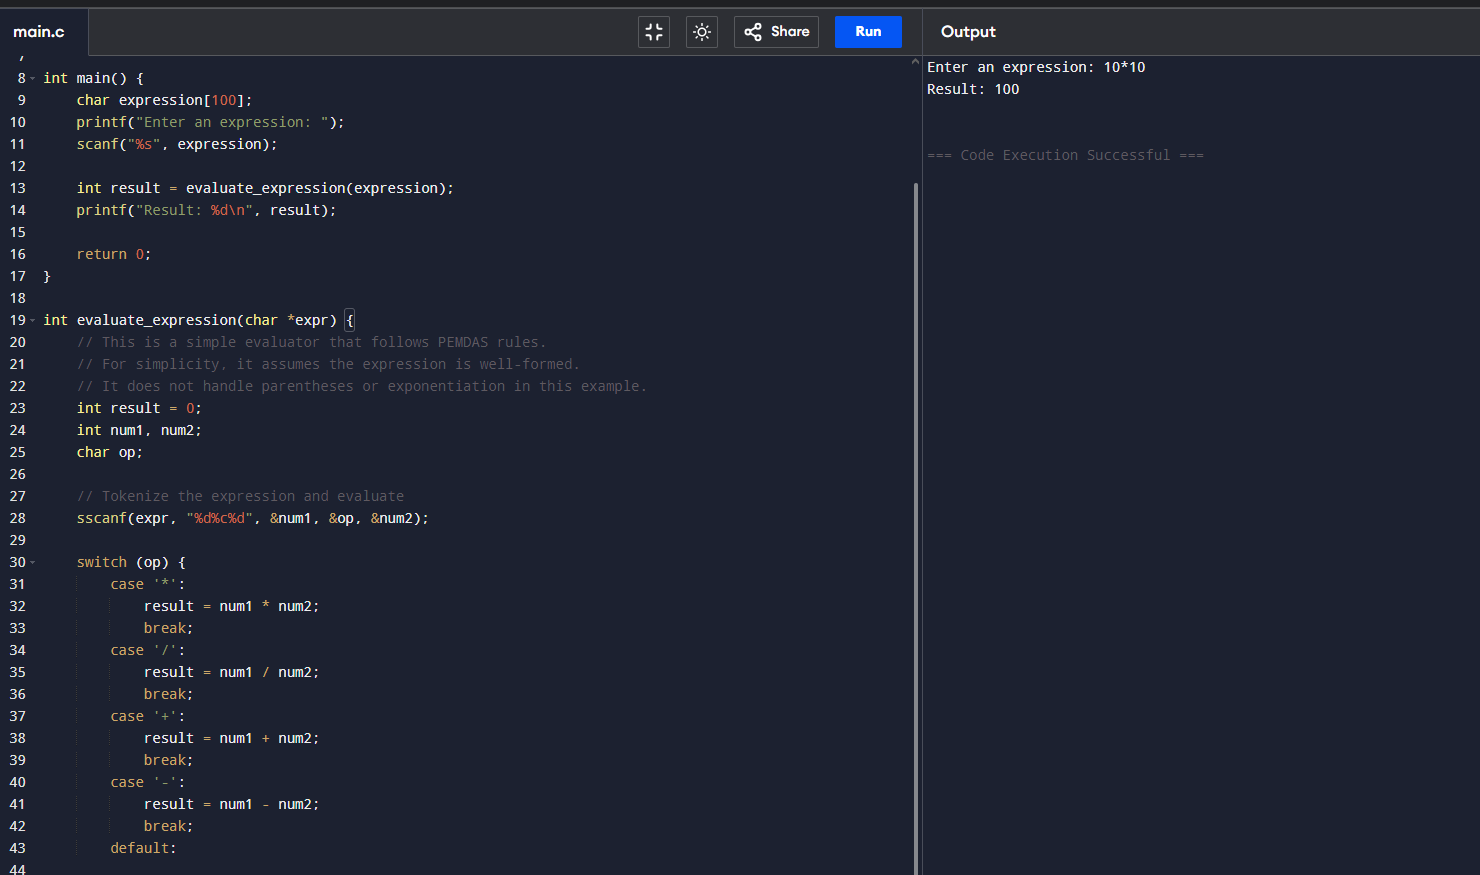 main.c
Share
Run
Output
8 int main() {
9 char expression[100];
10 printf("Enter an expression: ");
11 scanf("%s", expression);
12
13 int result = evaluate_expression(expression);
14 printf("Result: %d\n", result);
15
16 return 0;
17 }
18
19 int evaluate_expression(char *expr) {
20 // This is a simple evaluator that follows PEMDAS rules.
21 // For simplicity, it assumes the expression is well-formed.
22 // It does not handle parentheses or exponentiation in this example.
23 int result = 0;
24 int num1, num2;
25 char op;
26
27 // Tokenize the expression and evaluate
28 sscanf(expr, "%d%c%d", &num1, &op, &num2);
29
30 switch (op) {
31 case '*':
32 result = num1 * num2;
33 break;
34 case '/':
35 result = num1 / num2;
36 break;
37 case '+':
38 result = num1 + num2;
39 break;
40 case '-':
41 result = num1 - num2;
42 break;
43 default:
44
Enter an expression: 10*10
Result: 100
=== Code Execution Successful ===